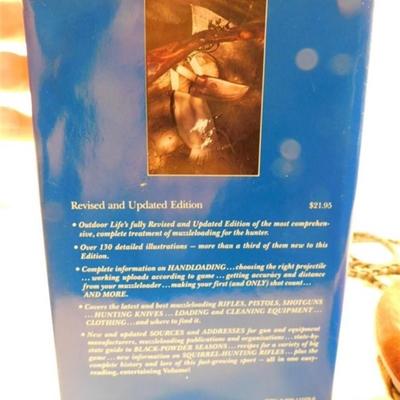 Revised and Updated Edition $21.95
• Outdoor Life's fully Revised and Updated Edition of the most comprehen-
sive, complete treatment of muzzleloading for the hunter.
• Over 130 detailed illustrations — more than a third of them new to this
Edition.
• Complete information on HANDLOADING...choosing the right projectile
...working uploads according to game...getting accuracy and distance
from your muzzleloader...making your first (and ONLY) shot count...
AND MORE.
• Covers the latest and best muzzleloading RIFLES, PISTOLS, SHOTGUNS
...HUNTING KNIVES...LOADING and CLEANING EQUIPMENT...
CLOTHING...and where to find it.
• New and updated SOURCES and ADDRESSES for gun and equipment
manufacturers, muzzleloading publications and organizations...state-by-
state guide to BLACK-POWDER SEASONS...recipes for a variety of big
game...new information on SQUIRREL-HUNTING RIFLES...plus the
complete history and lore of this fast-growing sport — all in one easy-
reading, entertaining Volume!